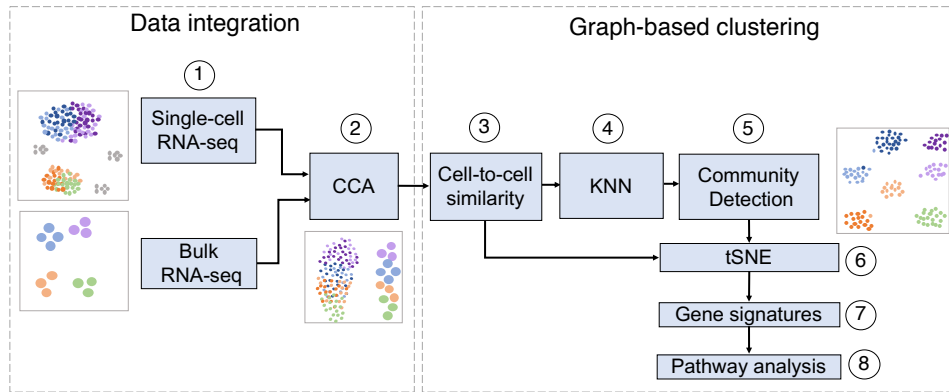 Data integration
Graph-based clustering
1
Single-cell
RNA-seq
Bulk
RNA-seq
2
CCA
3
Cell-to-cell
similarity
4
KNN
5
Community
Detection
tSNE
6
Gene signatures
7
Pathway analysis
8